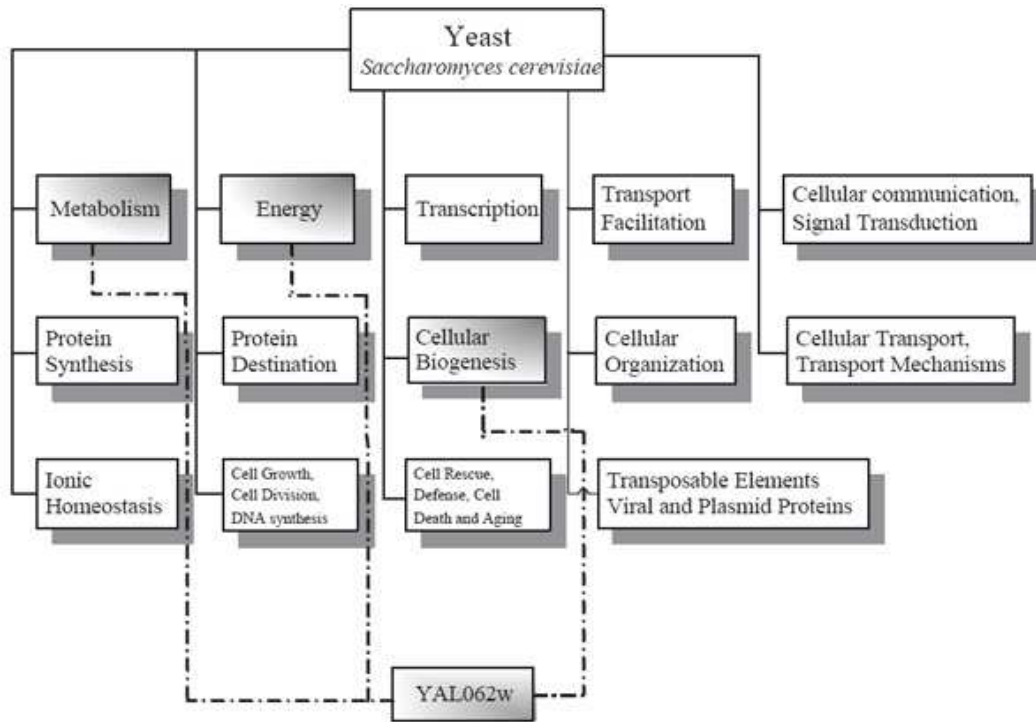 Yeast
Saccharomyces cerevisiae
Metabolism
Energy
Transcription
Transport
Facilitation
Cellular communication,
Signal Transduction
Protein
Synthesis
Protein
Destination
Cellular
Biogenesis
Cellular
Organization
Cellular Transport,
Transport Mechanisms
Ionic
Homeostasis
Cell Growth,
Cell Division,
DNA synthesis
Cell Rescue,
Defense, Cell
Death and Aging
Transposable Elements
Viral and Plasmid Proteins
YAL062w